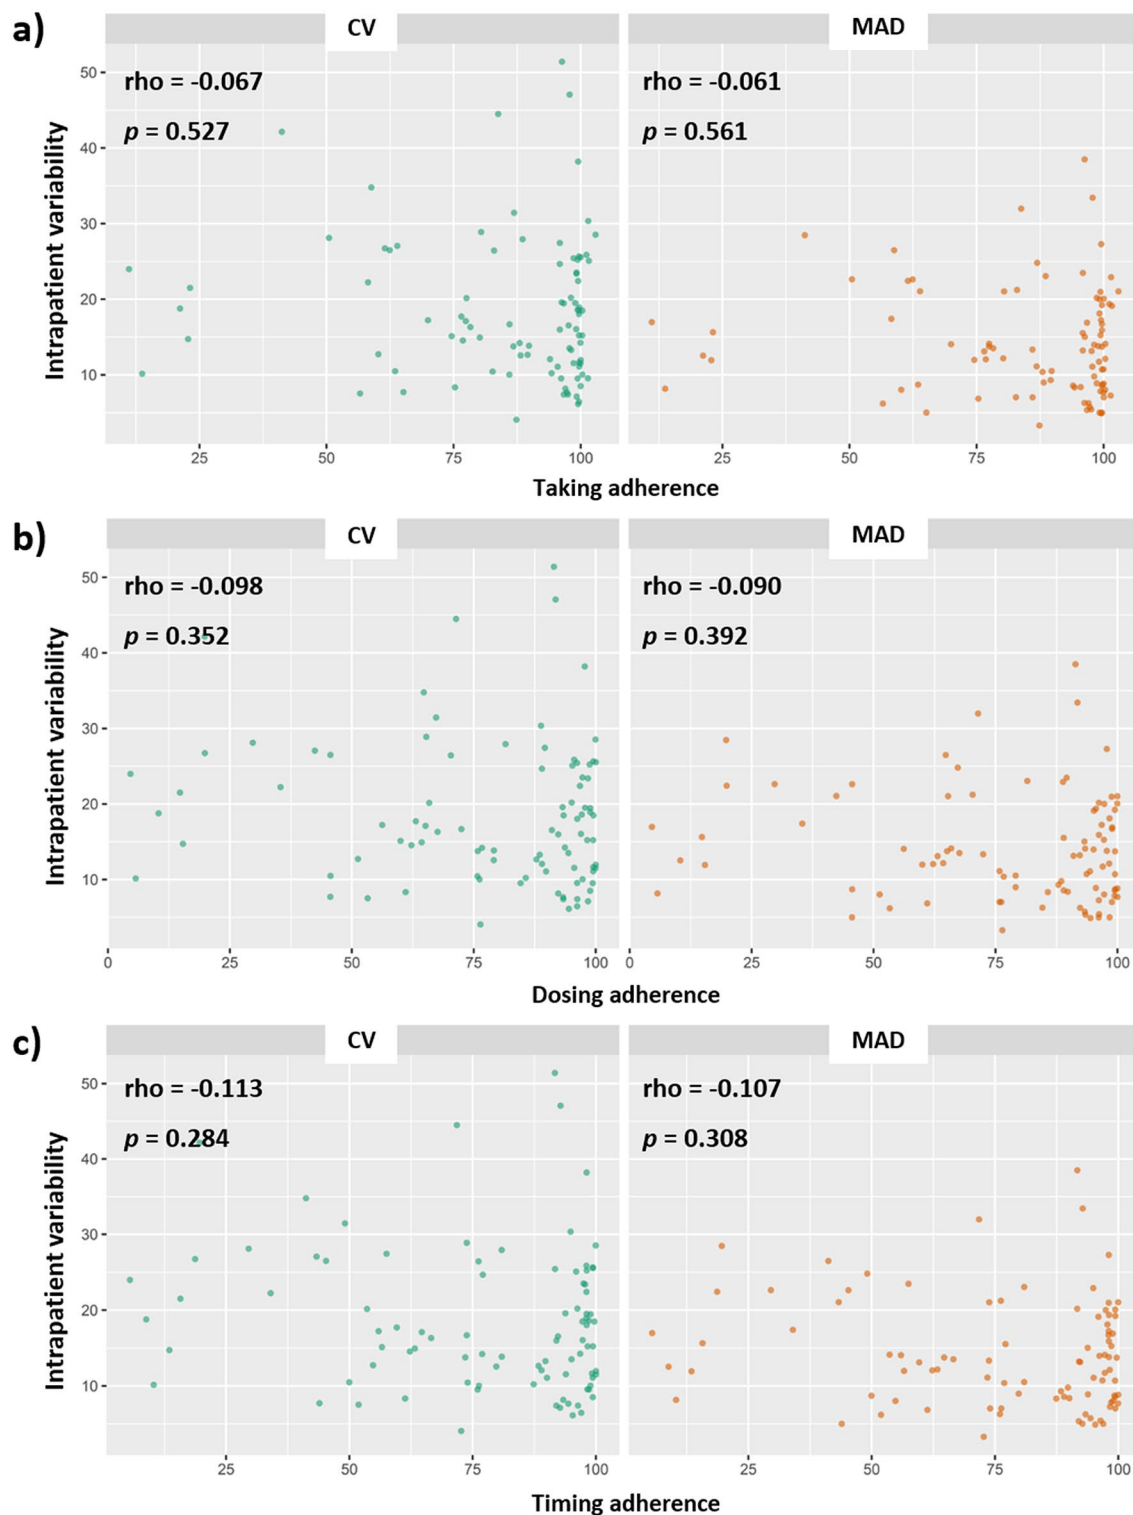 a)
CV
MAD
rho = -0.067
rho = -0.061
p = 0.527
p = 0.561
Intrapatient variability
50
40
30
20
10
25
50
75
100
25
50
75
100
Taking adherence
b)
CV
MAD
rho = -0.098
rho = -0.090
p = 0.352
p = 0.392
Intrapatient variability
50
40
30
20
10
0
25
50
75
100
0
25
50
75
100
Dosing adherence
c)
CV
MAD
rho = -0.113
rho = -0.107
p = 0.284
p = 0.308
Intrapatient variability
50
40
30
20
10
25
50
75
100
25
50
75
100
Timing adherence